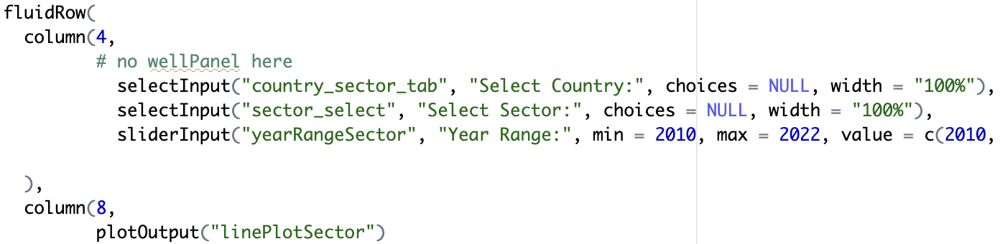 fluidRow(
  column(4,
         # no wellPanel here
           selectInput("country_sector_tab", "Select Country:", choices = NULL, width = "100%"),
           selectInput("sector_select", "Select Sector:", choices = NULL, width = "100%"),
           sliderInput("yearRangeSector", "Year Range:", min = 2010, max = 2022, value = c(2010,
  ),
  column(8,
         plotOutput("linePlotSector")